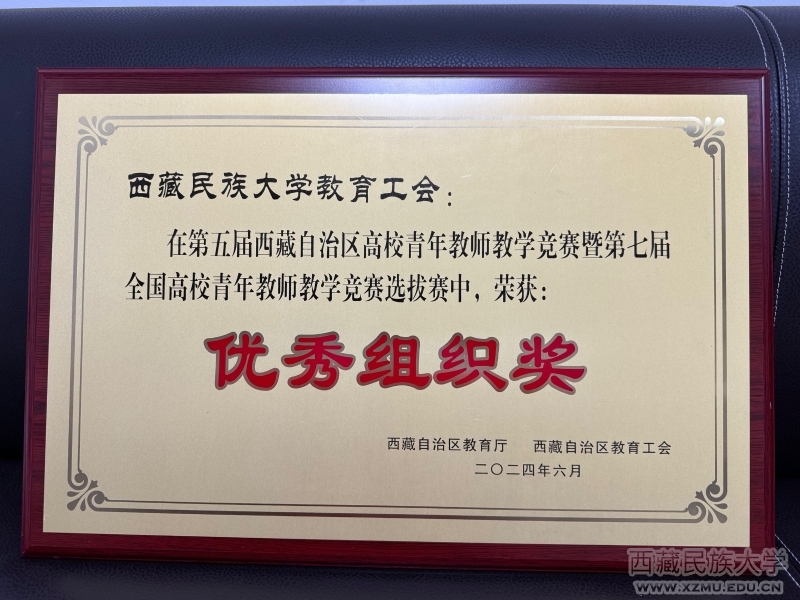 西藏民族大学教育工会：
在第五届西藏自治区高校青年教师教学竞赛暨第七届
全国高校青年教师教学竞赛选拔赛中，荣获：
优秀组织奖
西藏自治区教育厅 西藏自治区教育工会
二〇二四年六月
西藏民族大学
WWW.XZMU.EDU.CN